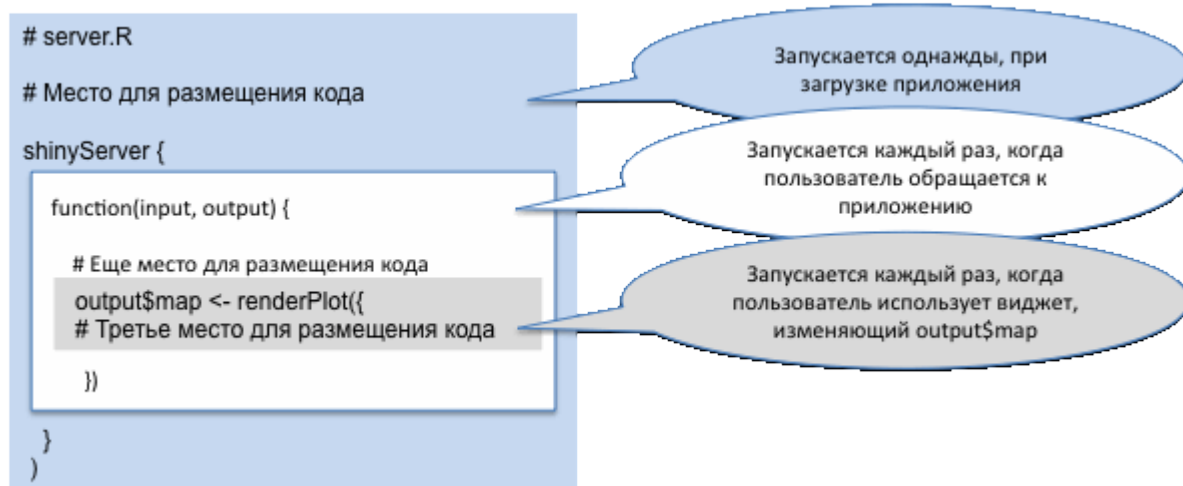 # server.R
# Место для размещения кода
shinyServer {
function(input, output) {
# Еще место для размещения кода
output$map <- renderPlot({
# Третье место для размещения кода
})
}
)
Запускается однажды, при
загрузке приложения
Запускается каждый раз, когда
пользователь обращается к
приложению
Запускается каждый раз, когда
пользователь использует виджет,
изменяющий output$map